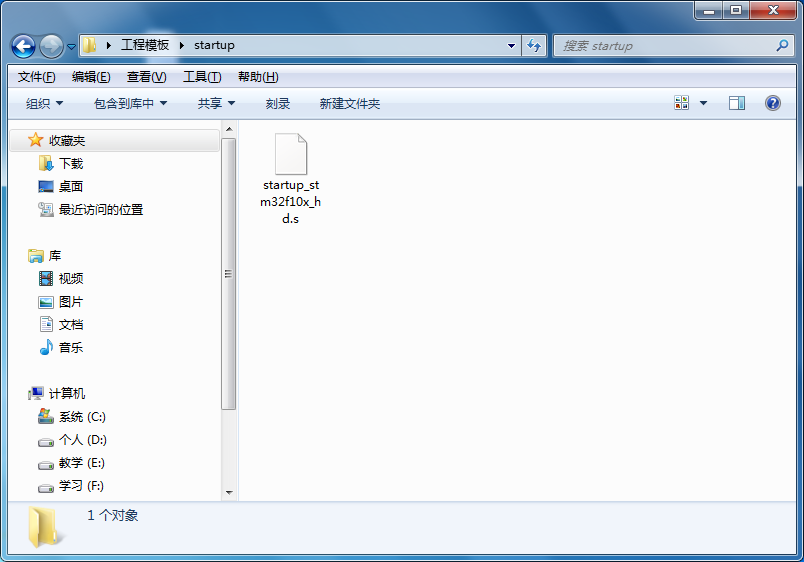 工程模板 startup
搜索 startup
文件(F) 编辑(E) 查看(V) 工具(T) 帮助(H)
组织 包含到库中 共享 刻录 新建文件夹
收藏夹
下载
桌面
最近访问的位置
库
视频
图片
文档
音乐
计算机
系统 (C:)
个人 (D:)
教学 (E:)
学习 (F:)
startup_st
m32f10x_h
d.s
1 个对象